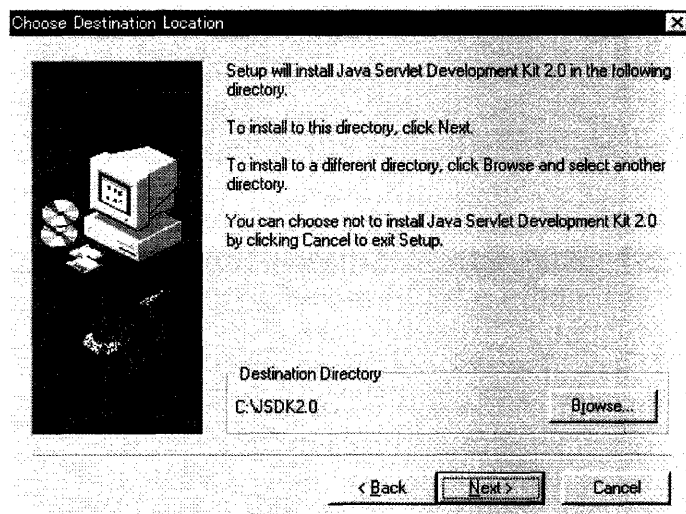 Choose Destination Location
Setup will install Java Servlet Development Kit 2.0 in the following
directory.
To install to this directory, click Next.
To install to a different directory, click Browse and select another
directory.
You can choose not to install Java Servlet Development Kit 2.0
by clicking Cancel to exit Setup.
Destination Directory
C:\JSDK2.0
Browse...
< Back
Next >
Cancel